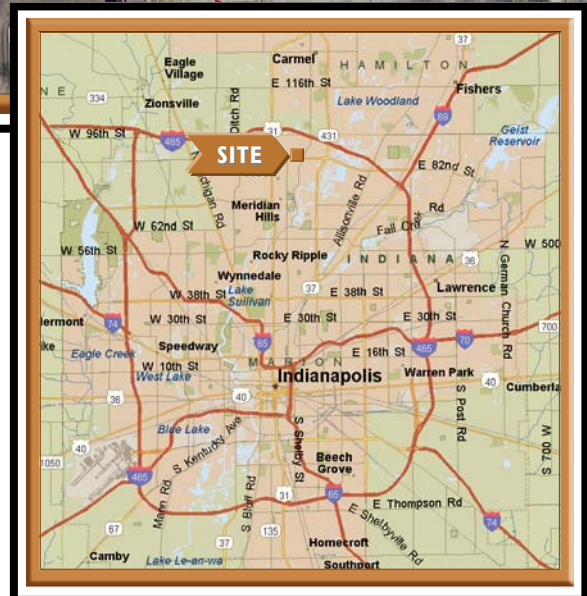 37
Carmel
HAMILTON
Eagle
Village
E 116th St
Fishers
334
Zionsville
Ditch Rd
Lake Woodland
69
W 96th St
31
431
Geist
Reservoir
465
SITE
E 82nd St
Meridian
Hills
Allisonville Rd
Fall Creek Rd
W 62nd St
W 56th St
Rocky Ripple
INDIANA
36
W 500
N German Church Rd
Wynnedale
Lake
Sullivan
W 38th St
37
E 38th St
Lawrence
W 30th St
E 30th St
E 30th St
74
Speedway
65
465
70
700
Eagle Creek
MARION
E 16th St
W 10th St
West Lake
Indianapolis
Warren Park
36
40
40
Cumberla
Blue Lake
S Shelby St
S Post Rd
S 700 W
40
S Kentucky Ave
1050
465
Beech
Grove
Mann Rd
S Bluff Rd
31
65
E Thompson Rd
67
135
E Shelbyville Rd
74
Camby
Homecroft
Lake Le-an-wa
Southport